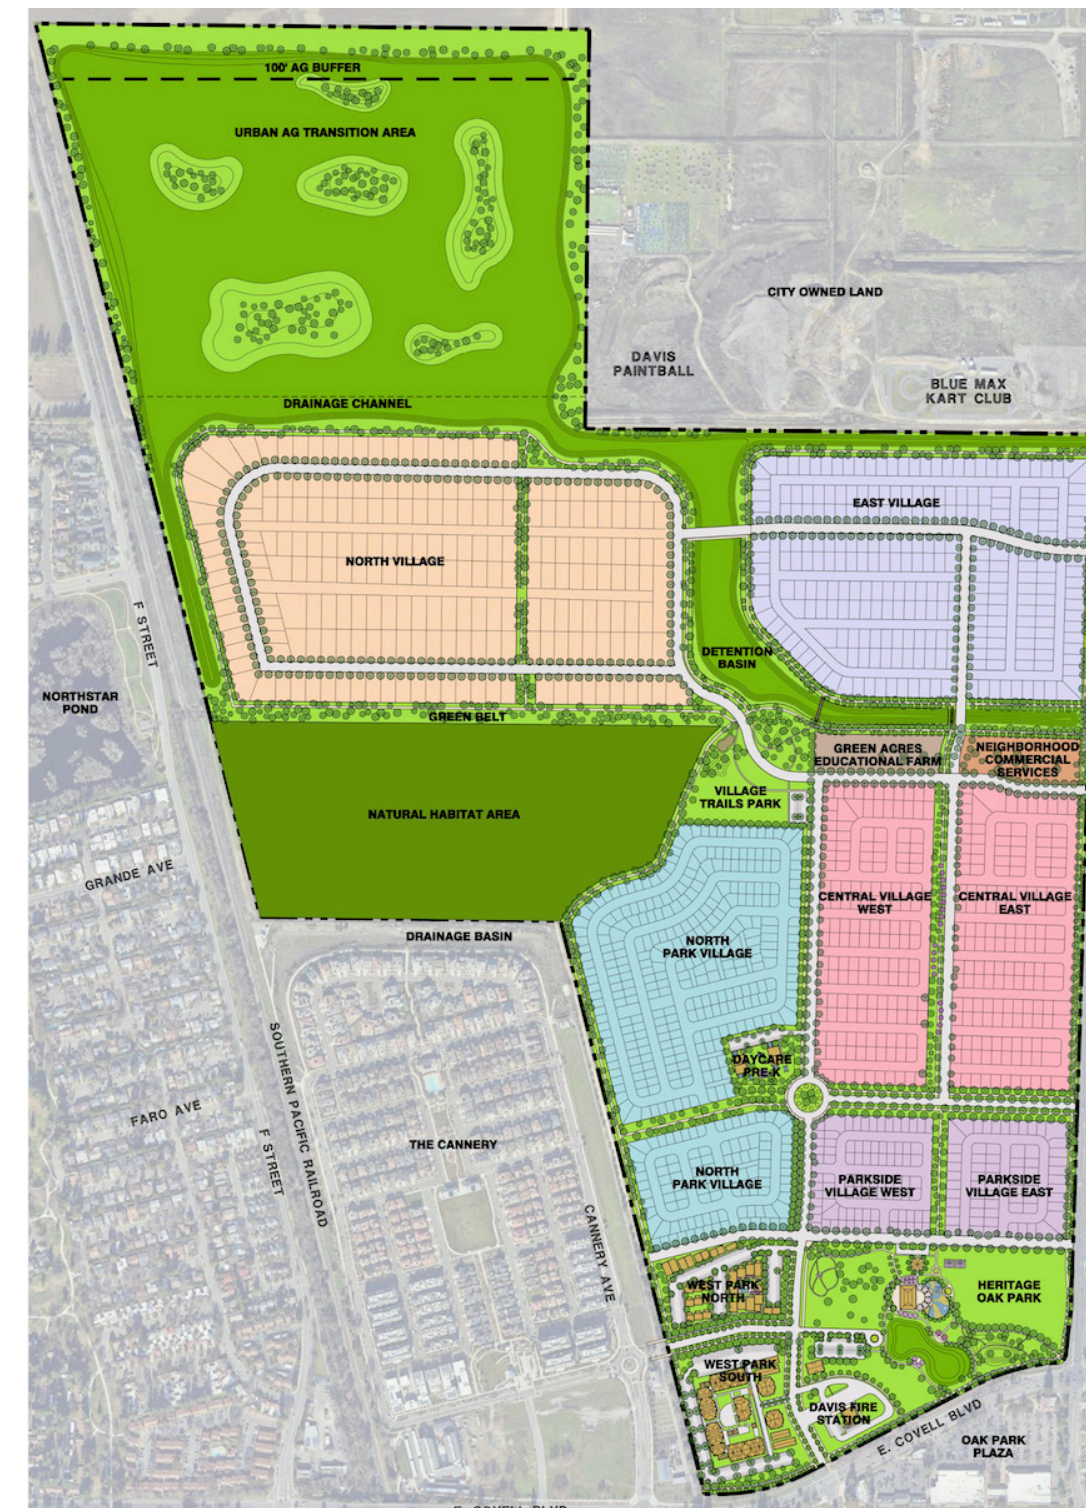 100' AG BUFFER
URBAN AG TRANSITION AREA
CITY OWNED LAND
DAVIS
PAINTBALL
BLUE MAX
KART CLUB
DRAINAGE CHANNEL
EAST VILLAGE
NORTH VILLAGE
F STREET
DETENTION
BASIN
NORTHSTAR
POND
GREEN BELT
GREEN ACRES
EDUCATIONAL FARM
NEIGHBORHOOD
COMMERCIAL
SERVICES
VILLAGE
TRAILS PARK
NATURAL HABITAT AREA
GRANDE AVE
CENTRAL VILLAGE
WEST
CENTRAL VILLAGE
EAST
DRAINAGE BASIN
NORTH
PARK VILLAGE
DAYCARE
PRE-K
SOUTHERN PACIFIC RAILROAD
FARO AVE
F STREET
THE CANNERY
NORTH
PARK VILLAGE
PARKSIDE
VILLAGE WEST
PARKSIDE
VILLAGE EAST
CANNERY AVE
WEST PARK
NORTH
HERITAGE
OAK PARK
WEST PARK
SOUTH
DAVIS FIRE
STATION
E. COVELL BLVD
OAK PARK
PLAZA
E. COVELL BLVD